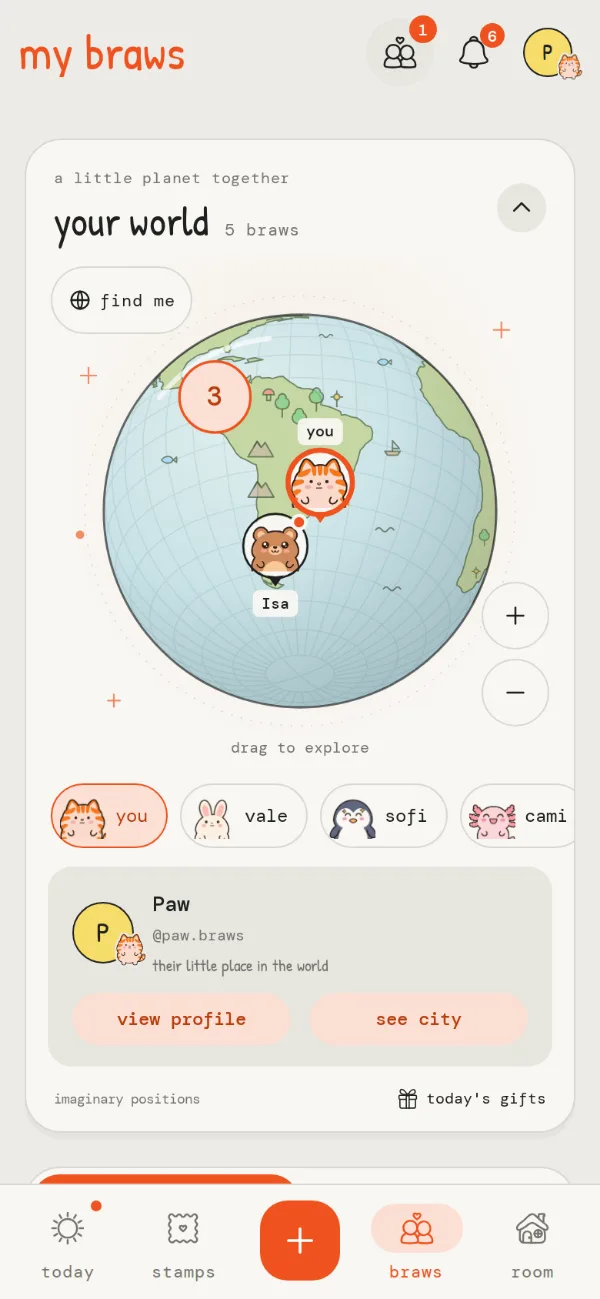 my braws
1
6
P
a little planet together
your world 5 braws
find me
3
you
Isa
+
−
drag to explore
you vale sofi cami
P
Paw
@paw.braws
their little place in the world
view profile see city
imaginary positions today's gifts
+
today stamps braws room